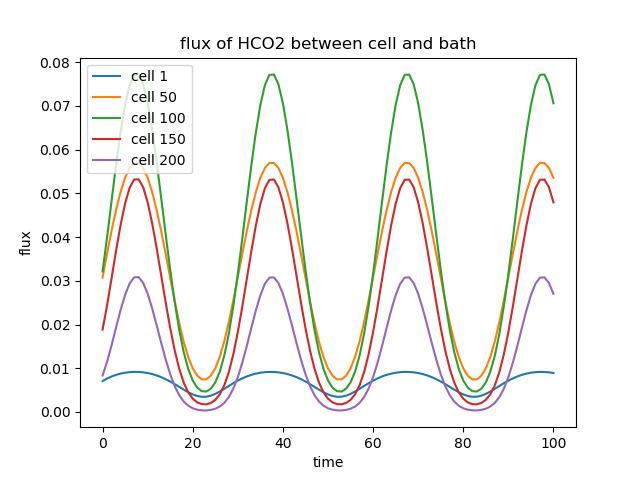 flux of HCO2 between cell and bath
cell 1
cell 50
cell 100
cell 150
cell 200
flux
0.08
0.07
0.06
0.05
0.04
0.03
0.02
0.01
0.00
0 20 40 60 80 100
time